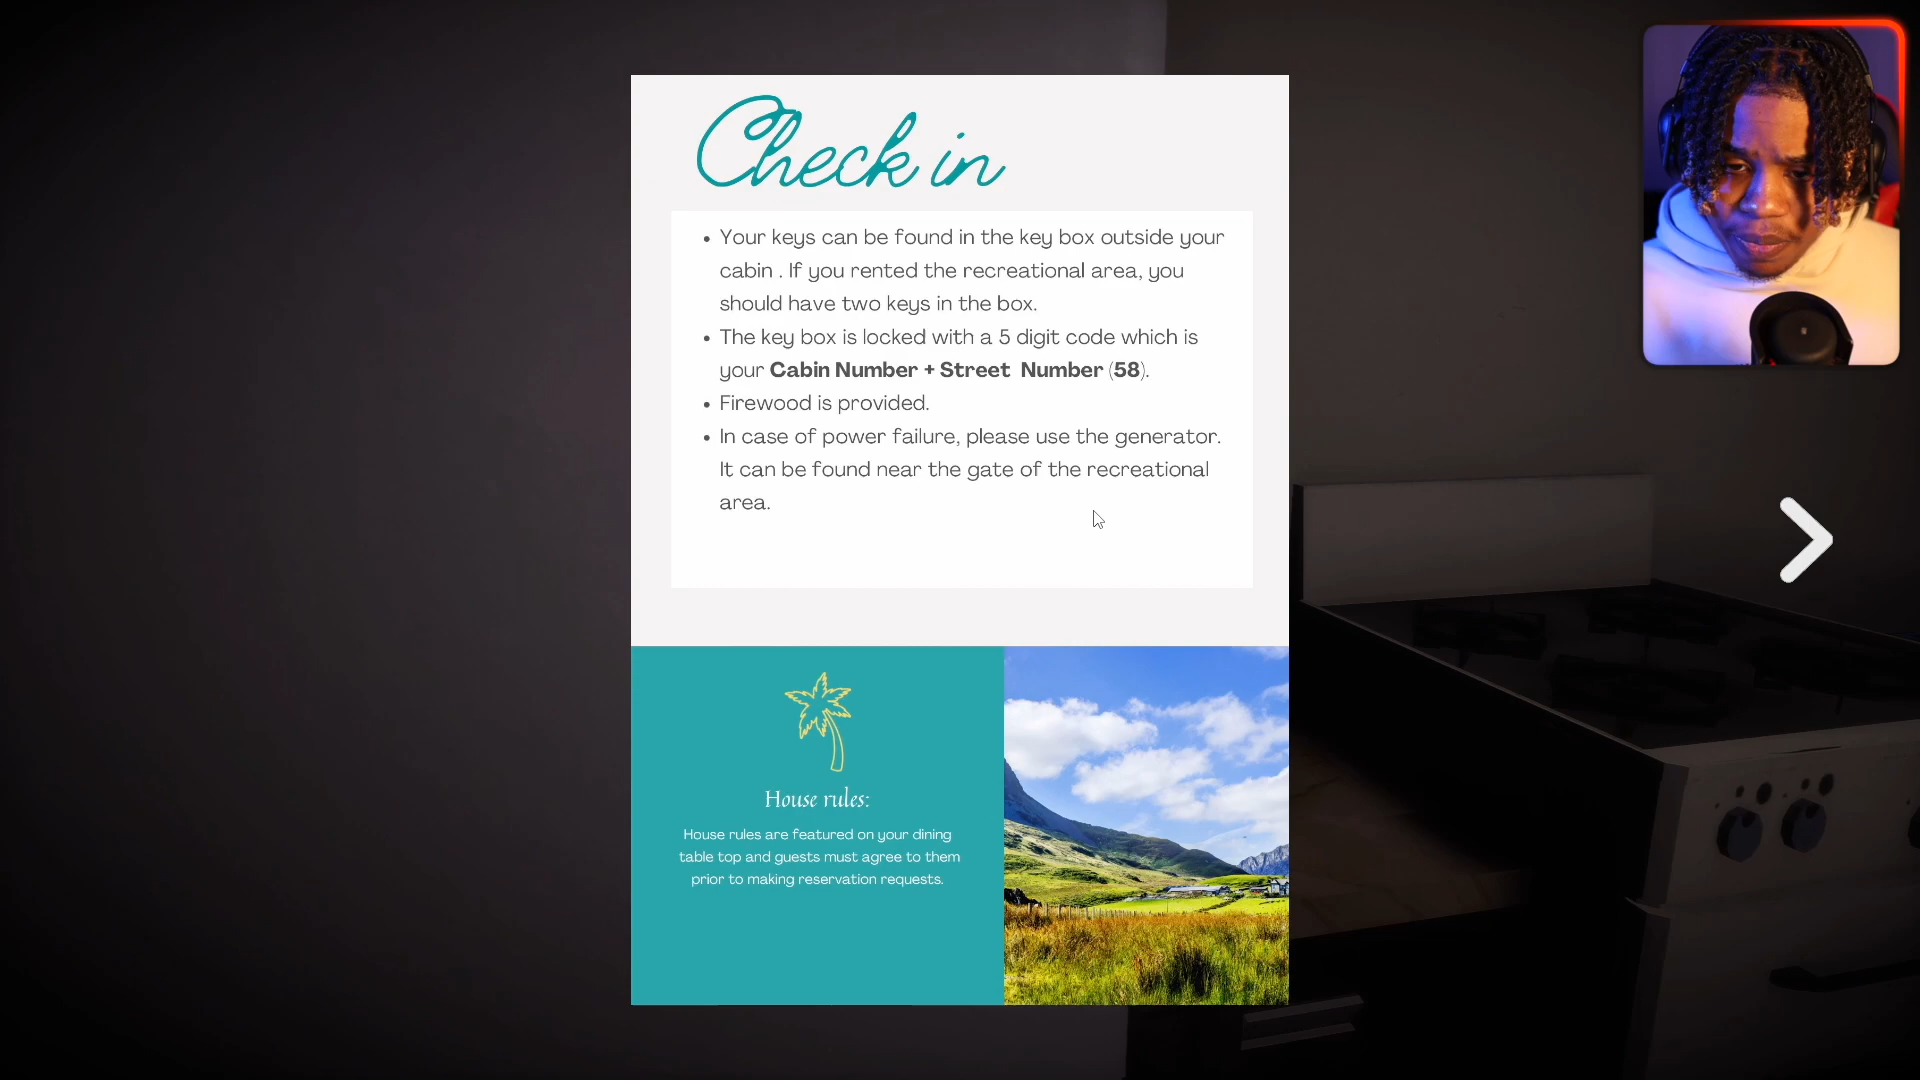 Check in
• Your keys can be found in the key box outside your
cabin . If you rented the recreational area, you
should have two keys in the box.
• The key box is locked with a 5 digit code which is
your Cabin Number + Street Number (58).
• Firewood is provided.
• In case of power failure, please use the generator.
It can be found near the gate of the recreational
area.
House rules:
House rules are featured on your dining
table top and guests must agree to them
prior to making reservation requests.